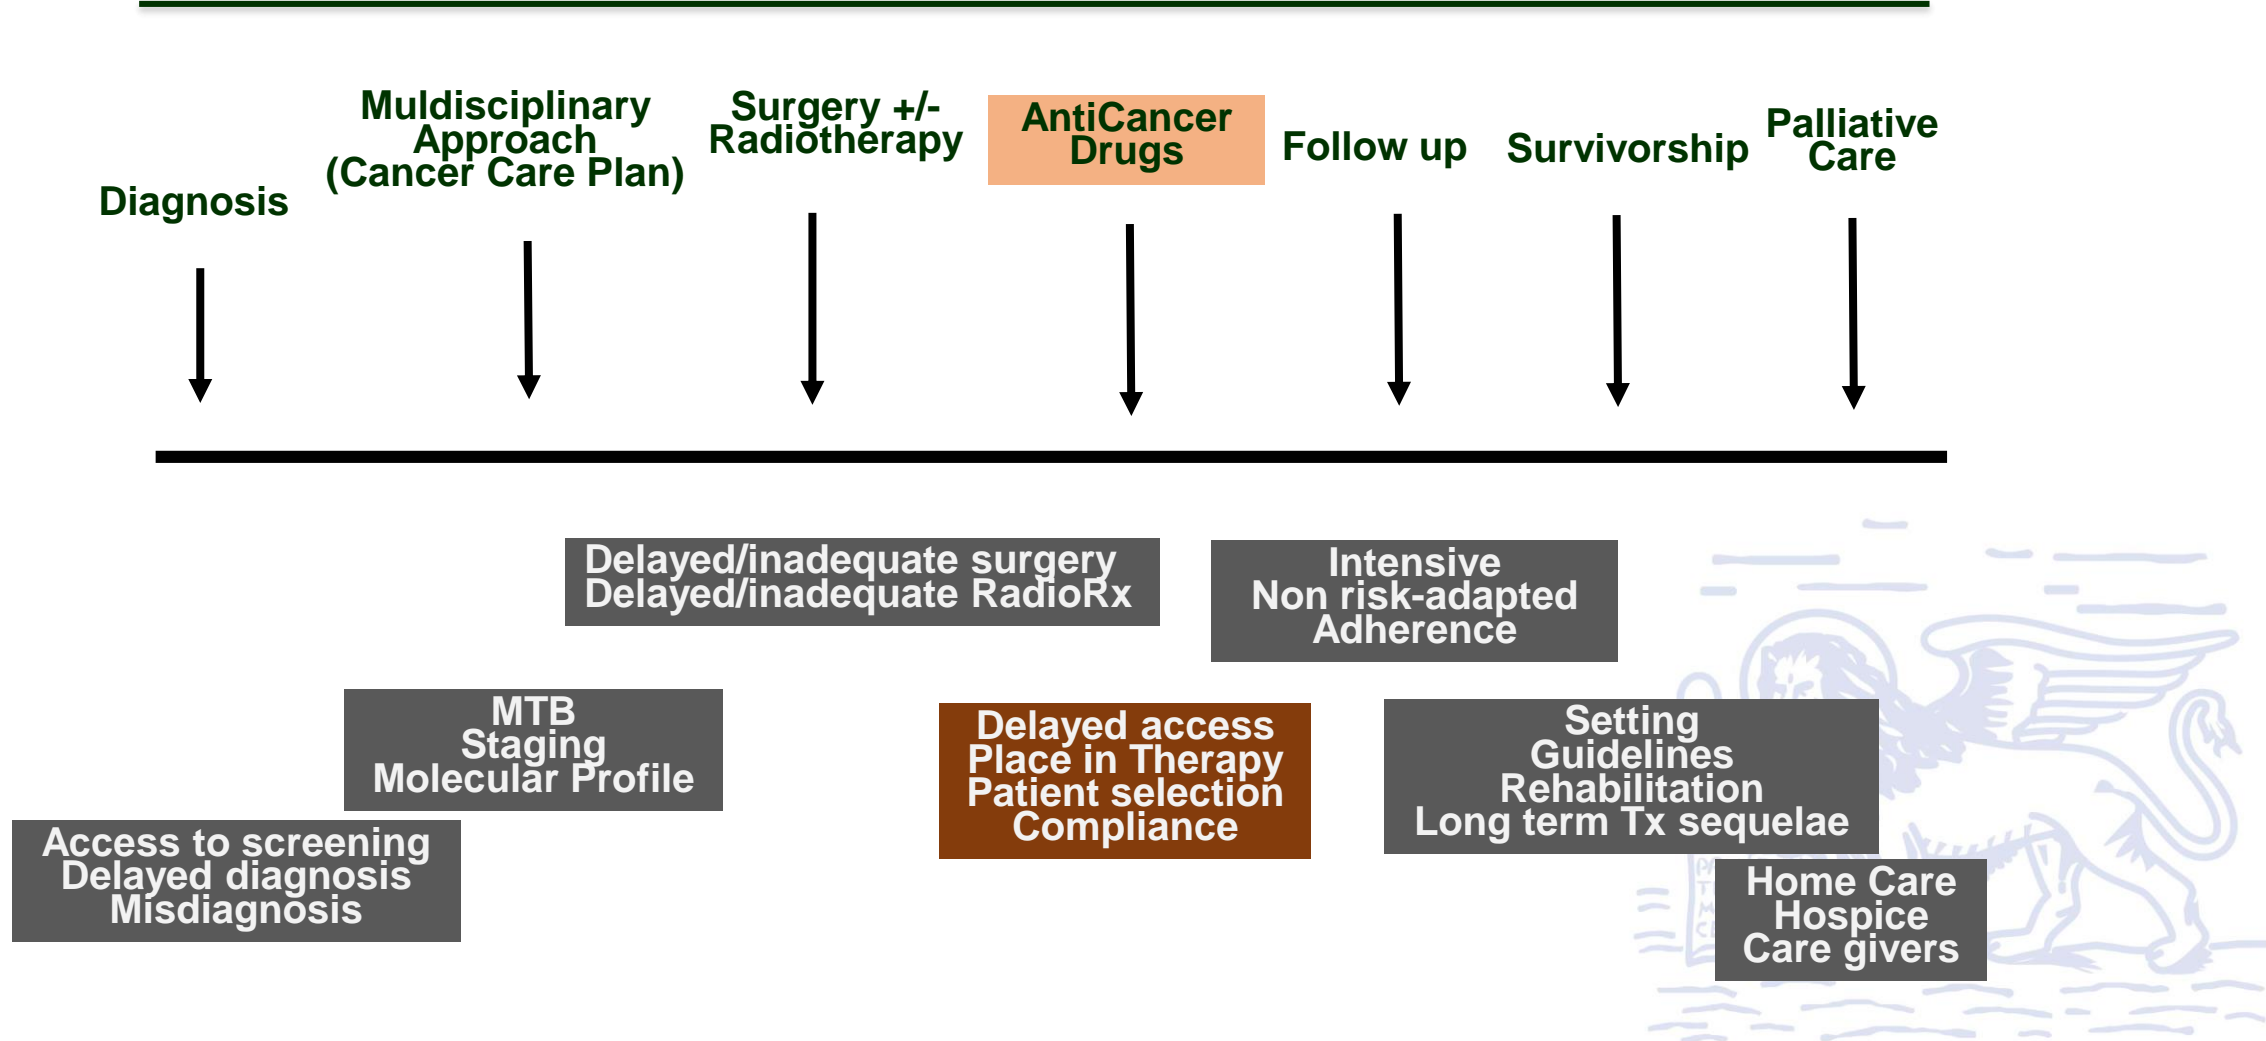 Diagnosis
Muldisciplinary
Approach
(Cancer Care Plan)
Surgery +/-
Radiotherapy
AntiCancer
Drugs
Follow up
Survivorship
Palliative
Care
Delayed/inadequate surgery
Delayed/inadequate RadioRx
Intensive
Non risk-adapted
Adherence
MTB
Staging
Molecular Profile
Delayed access
Place in Therapy
Patient selection
Compliance
Setting
Guidelines
Rehabilitation
Long term Tx sequelae
Access to screening
Delayed diagnosis
Misdiagnosis
Home Care
Hospice
Care givers